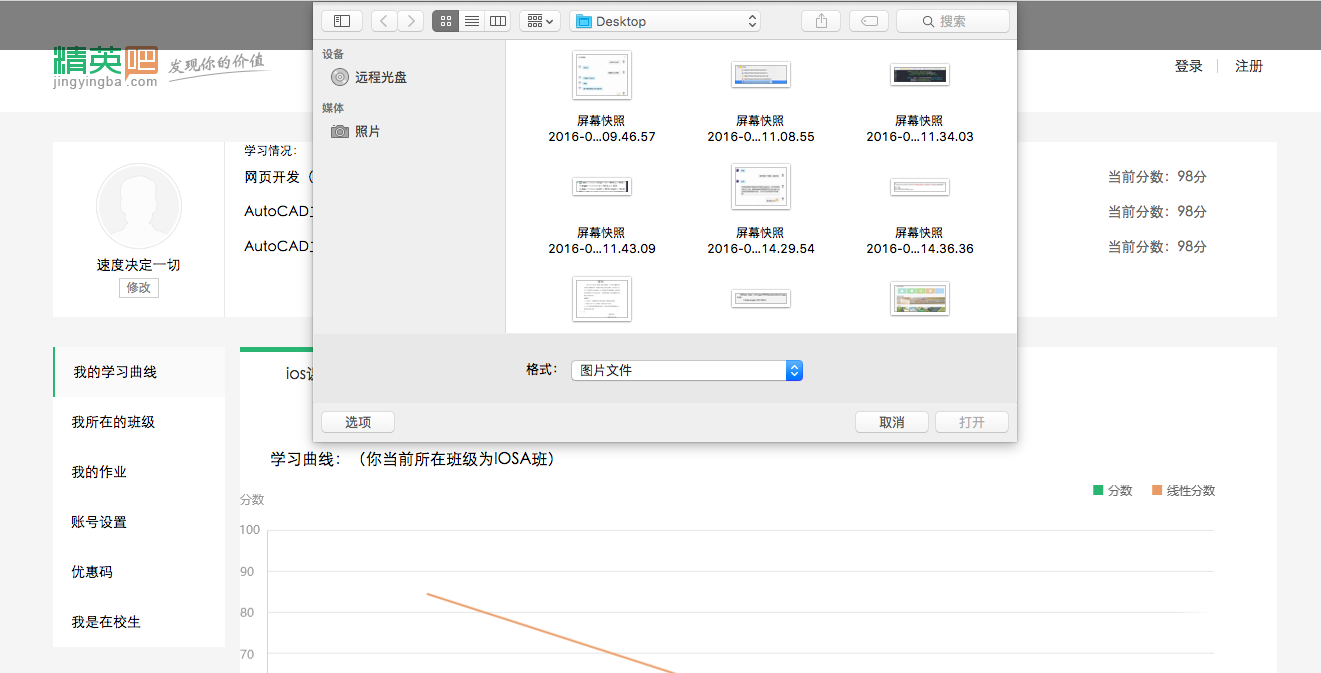 Desktop
搜索
精英吧
发现你的价值
jingyingba.com
登录
注册
设备
远程光盘
媒体
照片
屏幕快照
2016-0...09.46.57
屏幕快照
2016-0...11.08.55
屏幕快照
2016-0...11.34.03
屏幕快照
2016-0...11.43.09
屏幕快照
2016-0...14.29.54
屏幕快照
2016-0...14.36.36
格式：
图片文件
选项
取消
打开
速度决定一切
修改
学习情况：
网页开发（
AutoCAD
AutoCAD
当前分数：98分
当前分数：98分
当前分数：98分
我的学习曲线
我所在的班级
我的作业
账号设置
优惠码
我是在校生
ios
学习曲线：（你当前所在班级为IOSA班）
分数
线性分数
分数
100
90
80
70